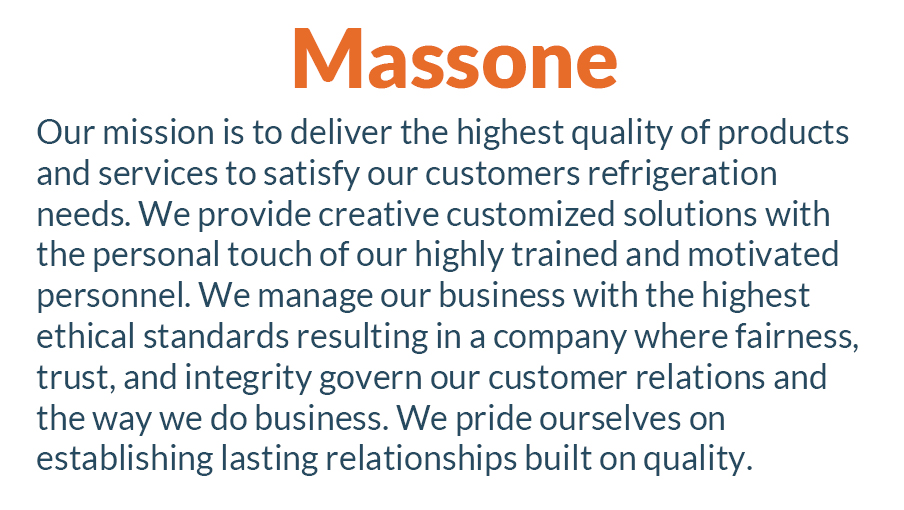 Massone
Our mission is to deliver the highest quality of products
and services to satisfy our customers refrigeration
needs. We provide creative customized solutions with
the personal touch of our highly trained and motivated
personnel. We manage our business with the highest
ethical standards resulting in a company where fairness,
trust, and integrity govern our customer relations and
the way we do business. We pride ourselves on
establishing lasting relationships built on quality.